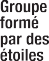 Groupe
formé
par des
étoiles